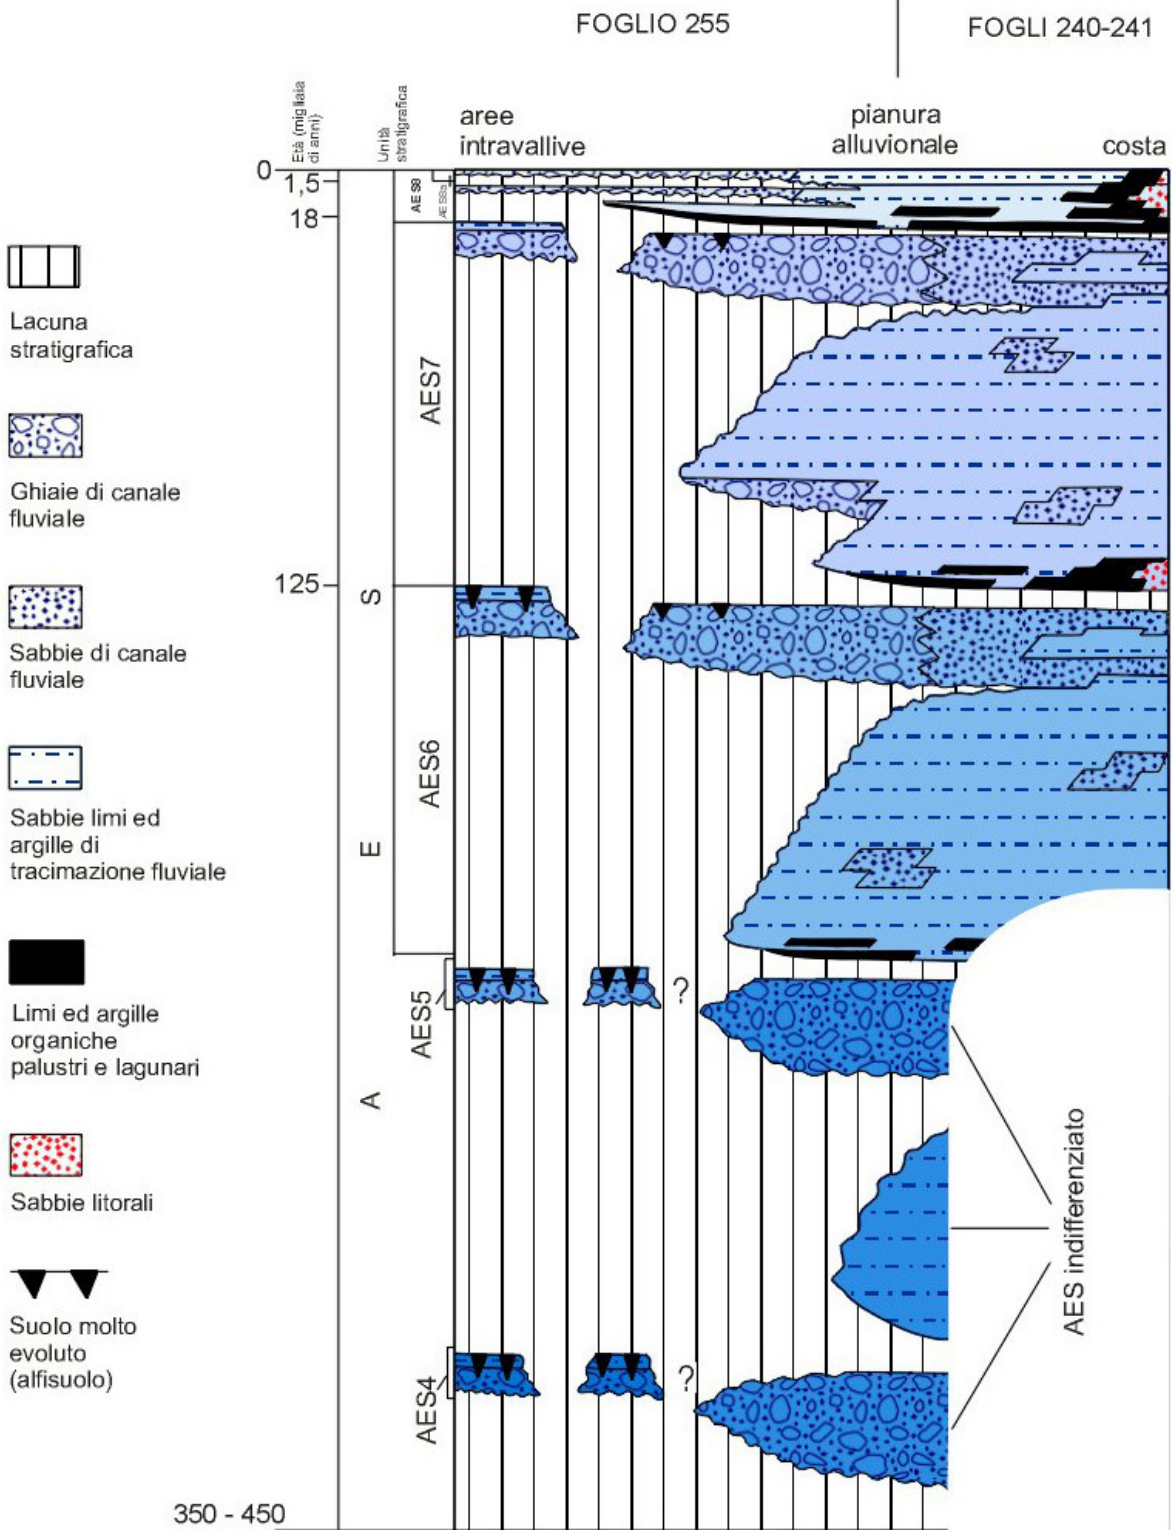 FOGLIO 255
FOGLI 240-241
Età (migliaia
di anni)
Unità
stratigrafica
aree
intravallive
pianura
alluvionale
costa
0
1,5
18
125
350 - 450
AES8
AES8a
AES7
S
AES6
E
AES5
A
AES4
?
?
AES indifferenziato
Lacuna
stratigrafica
Ghiaie di canale
fluviale
Sabbie di canale
fluviale
Sabbie limi ed
argille di
tracimazione fluviale
Limi ed argille
organiche
palustri e lagunari
Sabbie litorali
Suolo molto
evoluto
(alfisuolo)